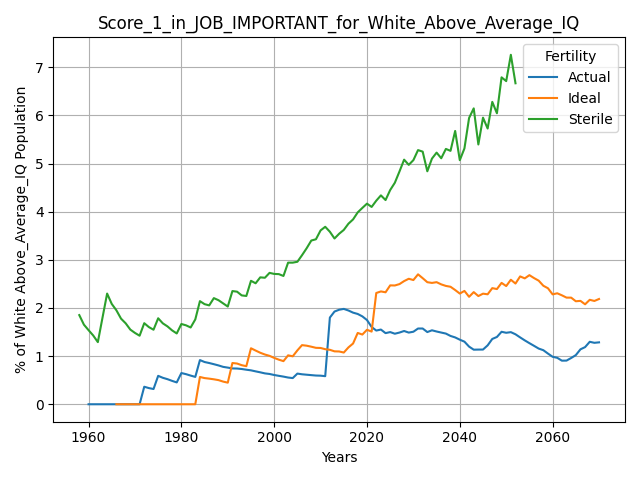 Score_1_in_JOB_IMPORTANT_for_White_Above_Average_IQ
% of White Above_Average_IQ Population
7
6
5
4
3
2
1
0
Fertility
Actual
Ideal
Sterile
1960
1980
2000
2020
2040
2060
Years